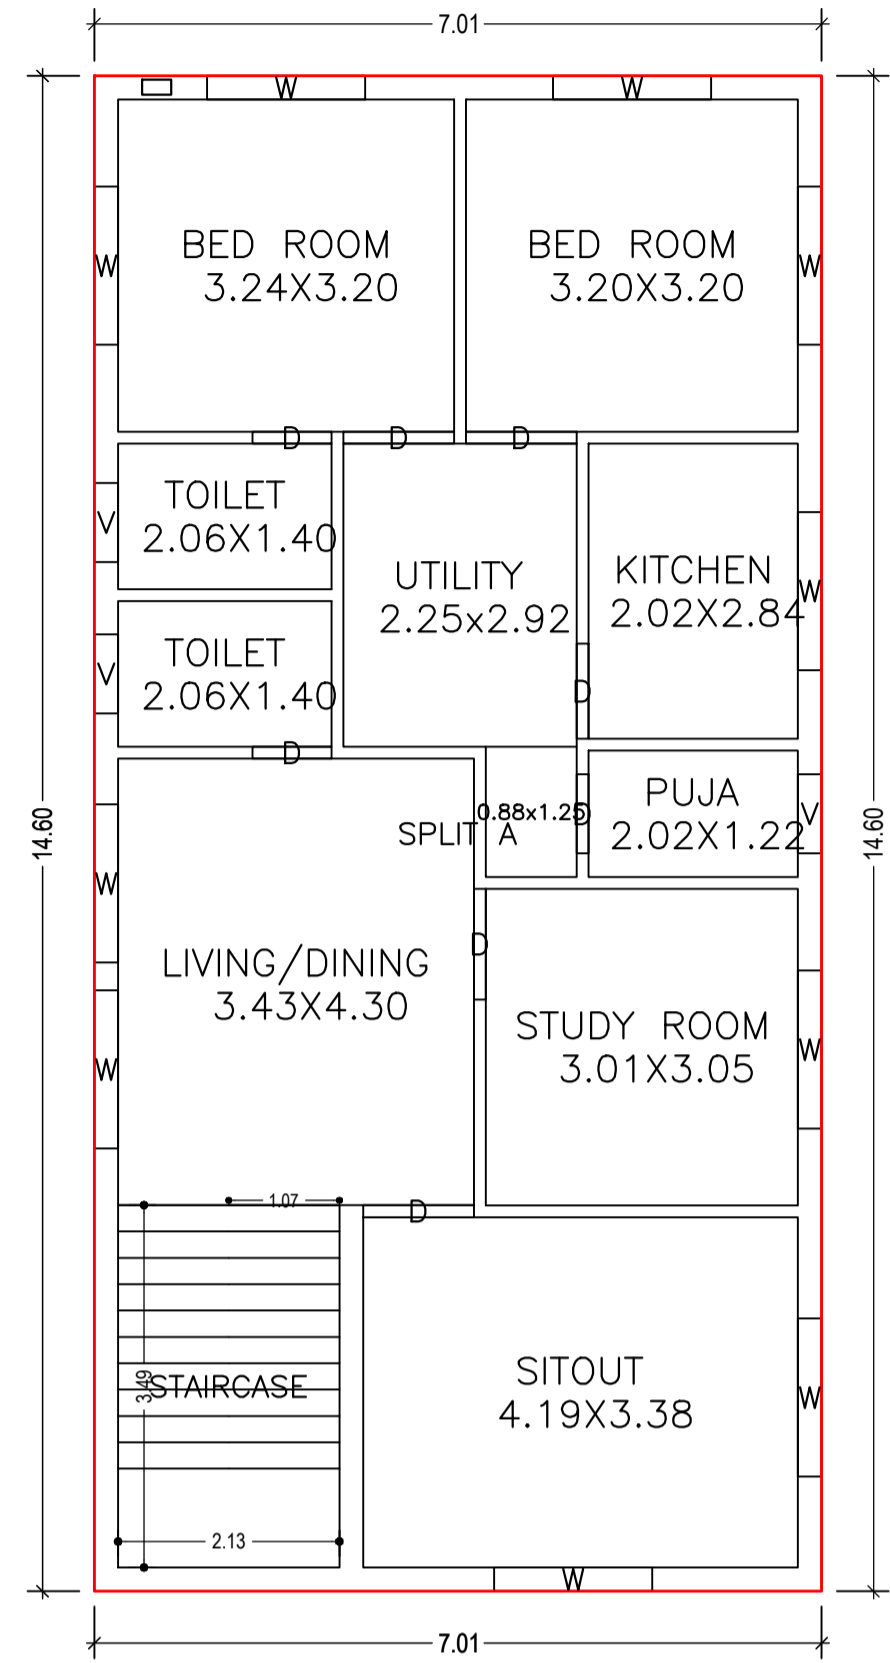 7.01
W
W
BED ROOM
3.24X3.20
BED ROOM
3.20X3.20
W
W
D
D
D
TOILET
2.06X1.40
V
UTILITY
2.25x2.92
KITCHEN
2.02X2.84
W
TOILET
2.06X1.40
V
D
D
PUJA
2.02X1.22
V
0.88x1.25
D
SPLIT A
14.60
14.60
W
D
LIVING/DINING
3.43X4.30
STUDY ROOM
3.01X3.05
W
W
1.07
D
SITOUT
4.19X3.38
W
3.49
STAIRCASE
2.13
W
7.01